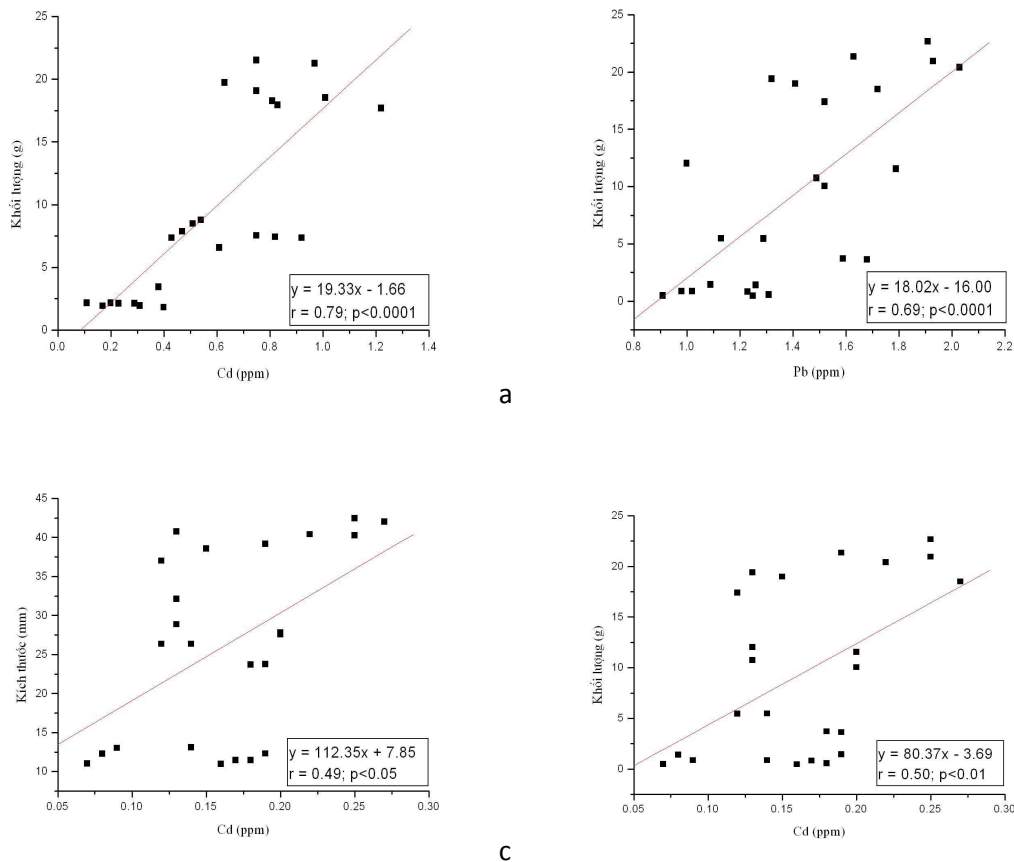 25
20
15
10
5
0
Khối lượng (g)
0.0 0.2 0.4 0.6 0.8 1.0 1.2 1.4
Cd (ppm)
y = 19.33x - 1.66
r = 0.79; p<0.0001
25
20
15
10
5
0
Khối lượng (g)
0.8 1.0 1.2 1.4 1.6 1.8 2.0 2.2
Pb (ppm)
y = 18.02x - 16.00
r = 0.69; p<0.0001
a
45
40
35
30
25
20
15
10
Kích thước (mm)
0.05 0.10 0.15 0.20 0.25 0.30
Cd (ppm)
y = 112.35x + 7.85
r = 0.49; p<0.05
25
20
15
10
5
0
Khối lượng (g)
0.05 0.10 0.15 0.20 0.25 0.30
Cd (ppm)
y = 80.37x - 3.69
r = 0.50; p<0.01
c